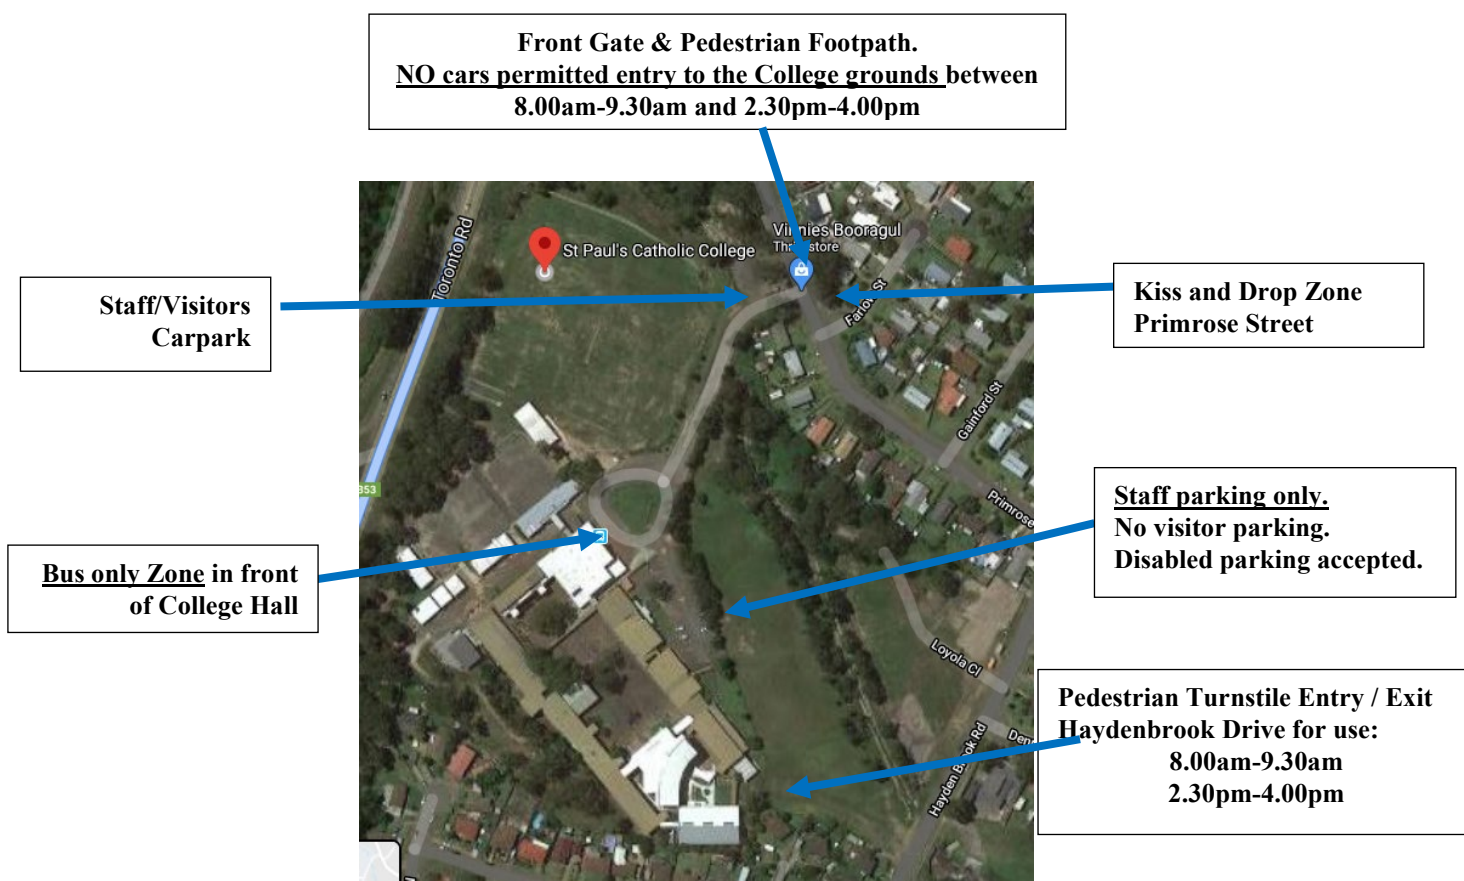 Front Gate & Pedestrian Footpath.
NO cars permitted entry to the College grounds between
8.00am-9.30am and 2.30pm-4.00pm
Toronto Rd
St Paul's Catholic College
Vinnies Booragul
Farlow St
Staff/Visitors
Carpark
Kiss and Drop Zone
Primrose Street
Gainford St
353
Primrose
Staff parking only.
No visitor parking.
Disabled parking accepted.
Bus only Zone in front
of College Hall
Loyola Cl
Pedestrian Turnstile Entry / Exit
Haydenbrook Drive for use:
8.00am-9.30am
2.30pm-4.00pm
Hayden Brook Rd